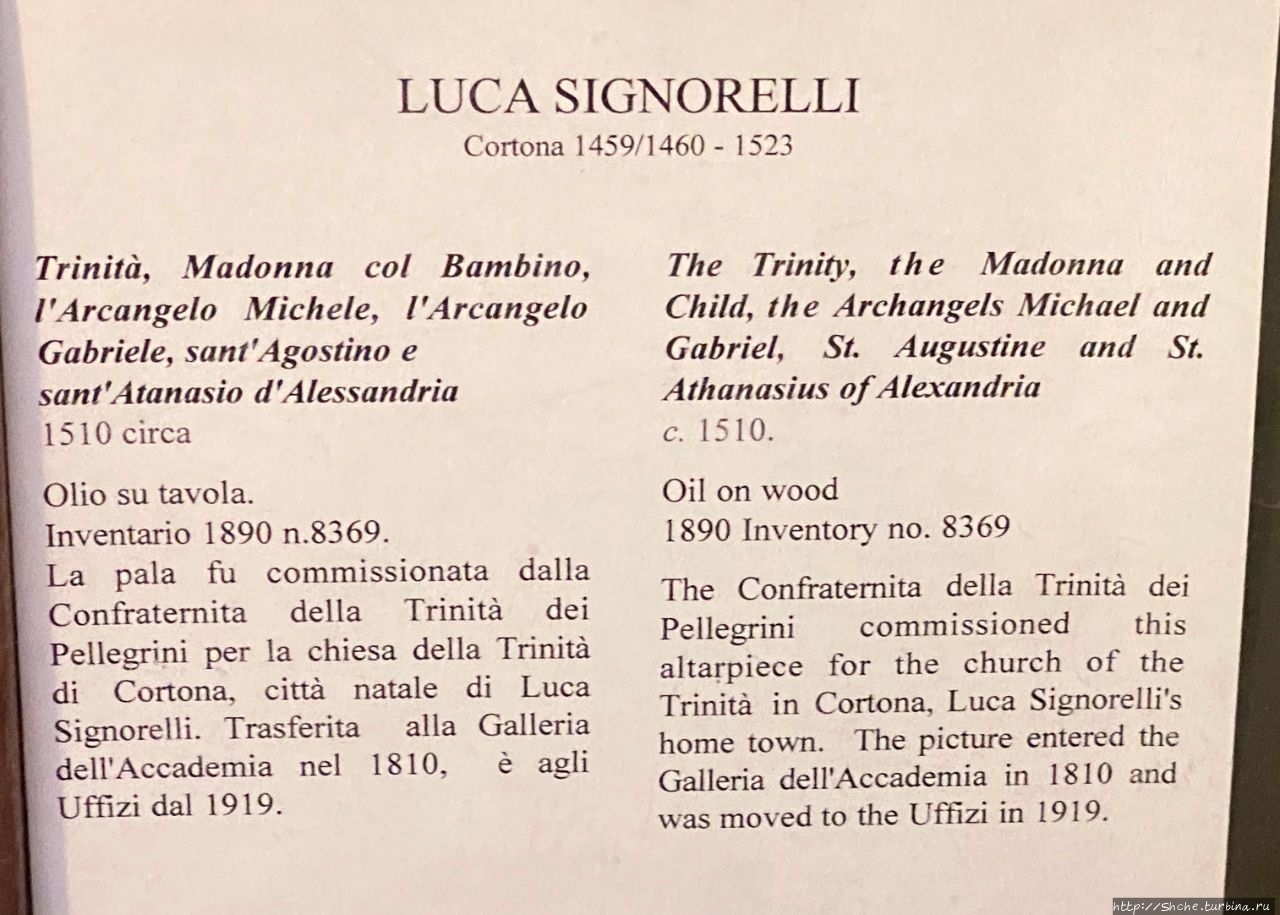 LUCA SIGNORELLI
Cortona 1459/1460 - 1523
Trinità, Madonna col Bambino,
l'Arcangelo Michele, l'Arcangelo
Gabriele, sant'Agostino e
sant'Atanasio d'Alessandria
1510 circa
Olio su tavola.
Inventario 1890 n.8369.
La pala fu commissionata dalla
Confraternita della Trinità dei
Pellegrini per la chiesa della Trinità
di Cortona, città natale di Luca
Signorelli. Trasferita alla Galleria
dell'Accademia nel 1810, è agli
Uffizi dal 1919.
The Trinity, the Madonna and
Child, the Archangels Michael and
Gabriel, St. Augustine and St.
Athanasius of Alexandria
c. 1510.
Oil on wood
1890 Inventory no. 8369
The Confraternita della Trinità dei
Pellegrini commissioned this
altarpiece for the church of the
Trinità in Cortona, Luca Signorelli's
home town. The picture entered the
Galleria dell'Accademia in 1810 and
was moved to the Uffizi in 1919.
http://Shche.turbina.ru